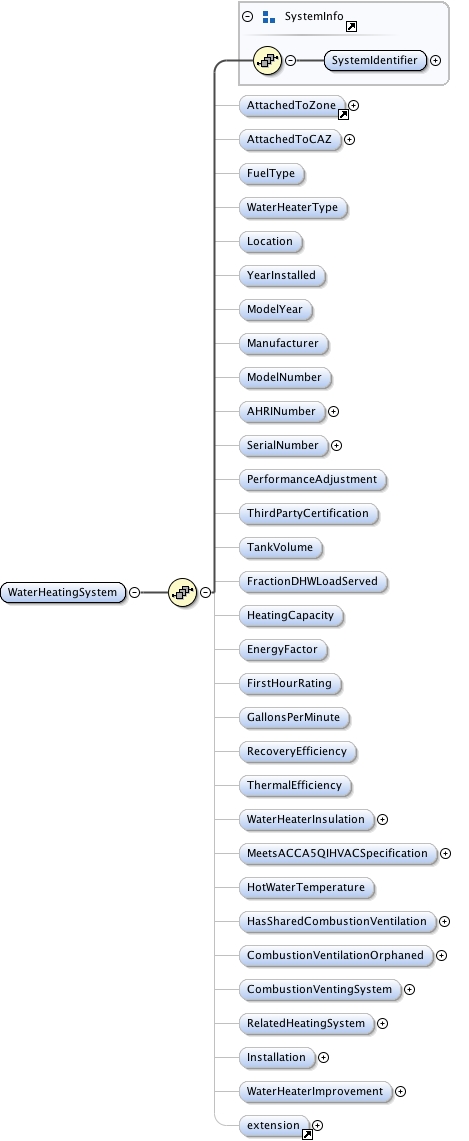 SystemInfo
SystemIdentifier
AttachedToZone
AttachedToCAZ
FuelType
WaterHeaterType
Location
YearInstalled
ModelYear
Manufacturer
ModelNumber
AHRINumber
SerialNumber
PerformanceAdjustment
ThirdPartyCertification
TankVolume
FractionDHWLoadServed
WaterHeatingSystem
HeatingCapacity
EnergyFactor
FirstHourRating
GallonsPerMinute
RecoveryEfficiency
ThermalEfficiency
WaterHeaterInsulation
MeetsACCA5QIHVACSpecification
HotWaterTemperature
HasSharedCombustionVentilation
CombustionVentilationOrphaned
CombustionVentingSystem
RelatedHeatingSystem
Installation
WaterHeaterImprovement
extension